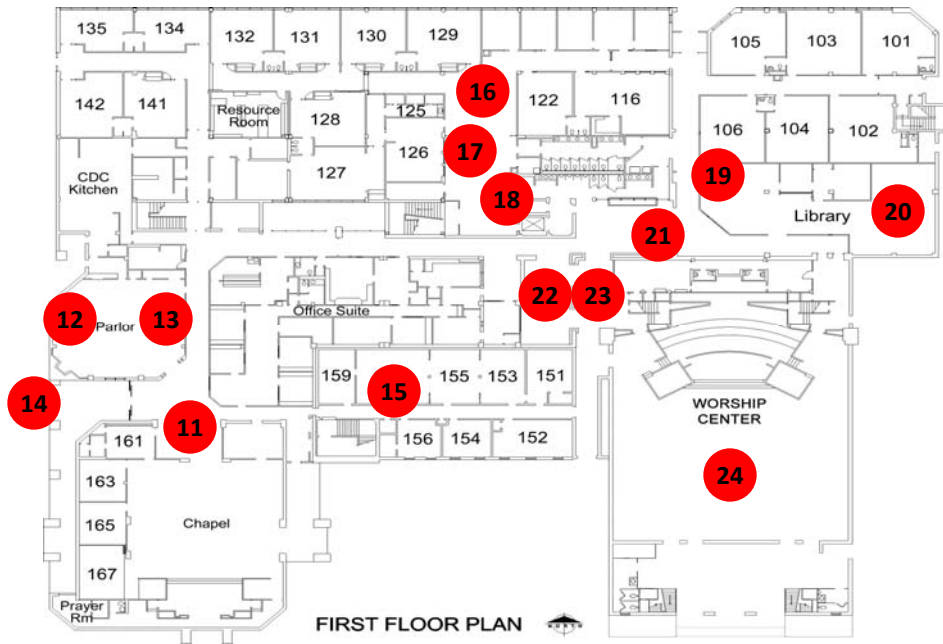 135 134 132 131 130 129 105 103 101
142 141 Resource
Room 128 125 16 122 116 106 104 102
126 17
CDC
Kitchen 127 18 19 Library 20
21
22 23
12 Parlor 13 Office Suite
14 159 15 155 153 151 WORSHIP
CENTER
161 11 156 154 152
163 24
165 Chapel
167
Prayer
Rm
FIRST FLOOR PLAN
NORTH